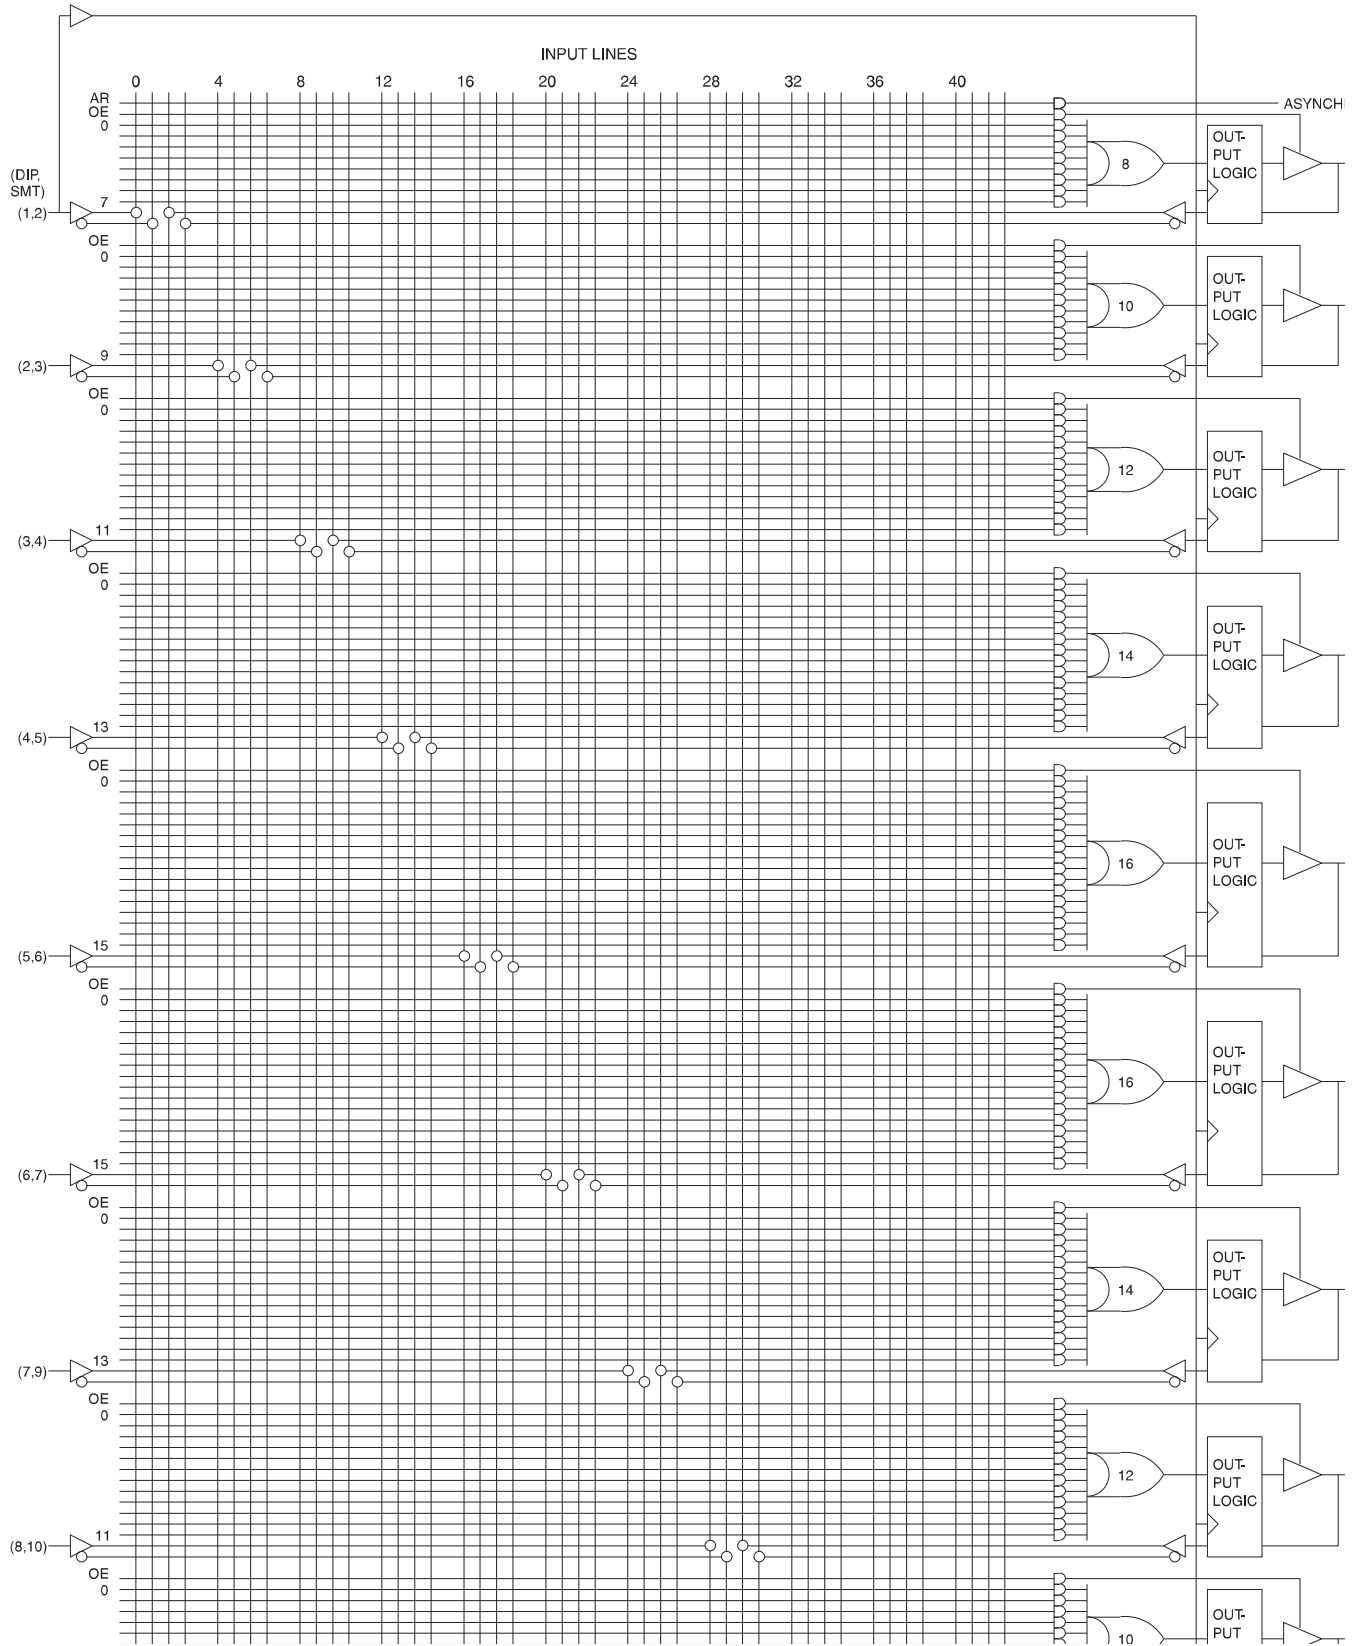 INPUT LINES
0 4 8 12 16 20 24 28 32 36 40
AR
OE
0
ASYNCH
(DIP,
SMT)
8
OUT-
PUT
LOGIC
7
(1,2)
OE
0
10
OUT-
PUT
LOGIC
9
(2,3)
OE
0
12
OUT-
PUT
LOGIC
11
(3,4)
OE
0
14
OUT-
PUT
LOGIC
13
(4,5)
OE
0
16
OUT-
PUT
LOGIC
15
(5,6)
OE
0
16
OUT-
PUT
LOGIC
15
(6,7)
OE
0
14
OUT-
PUT
LOGIC
13
(7,9)
OE
0
12
OUT-
PUT
LOGIC
11
(8,10)
OE
0
10
OUT-
PUT